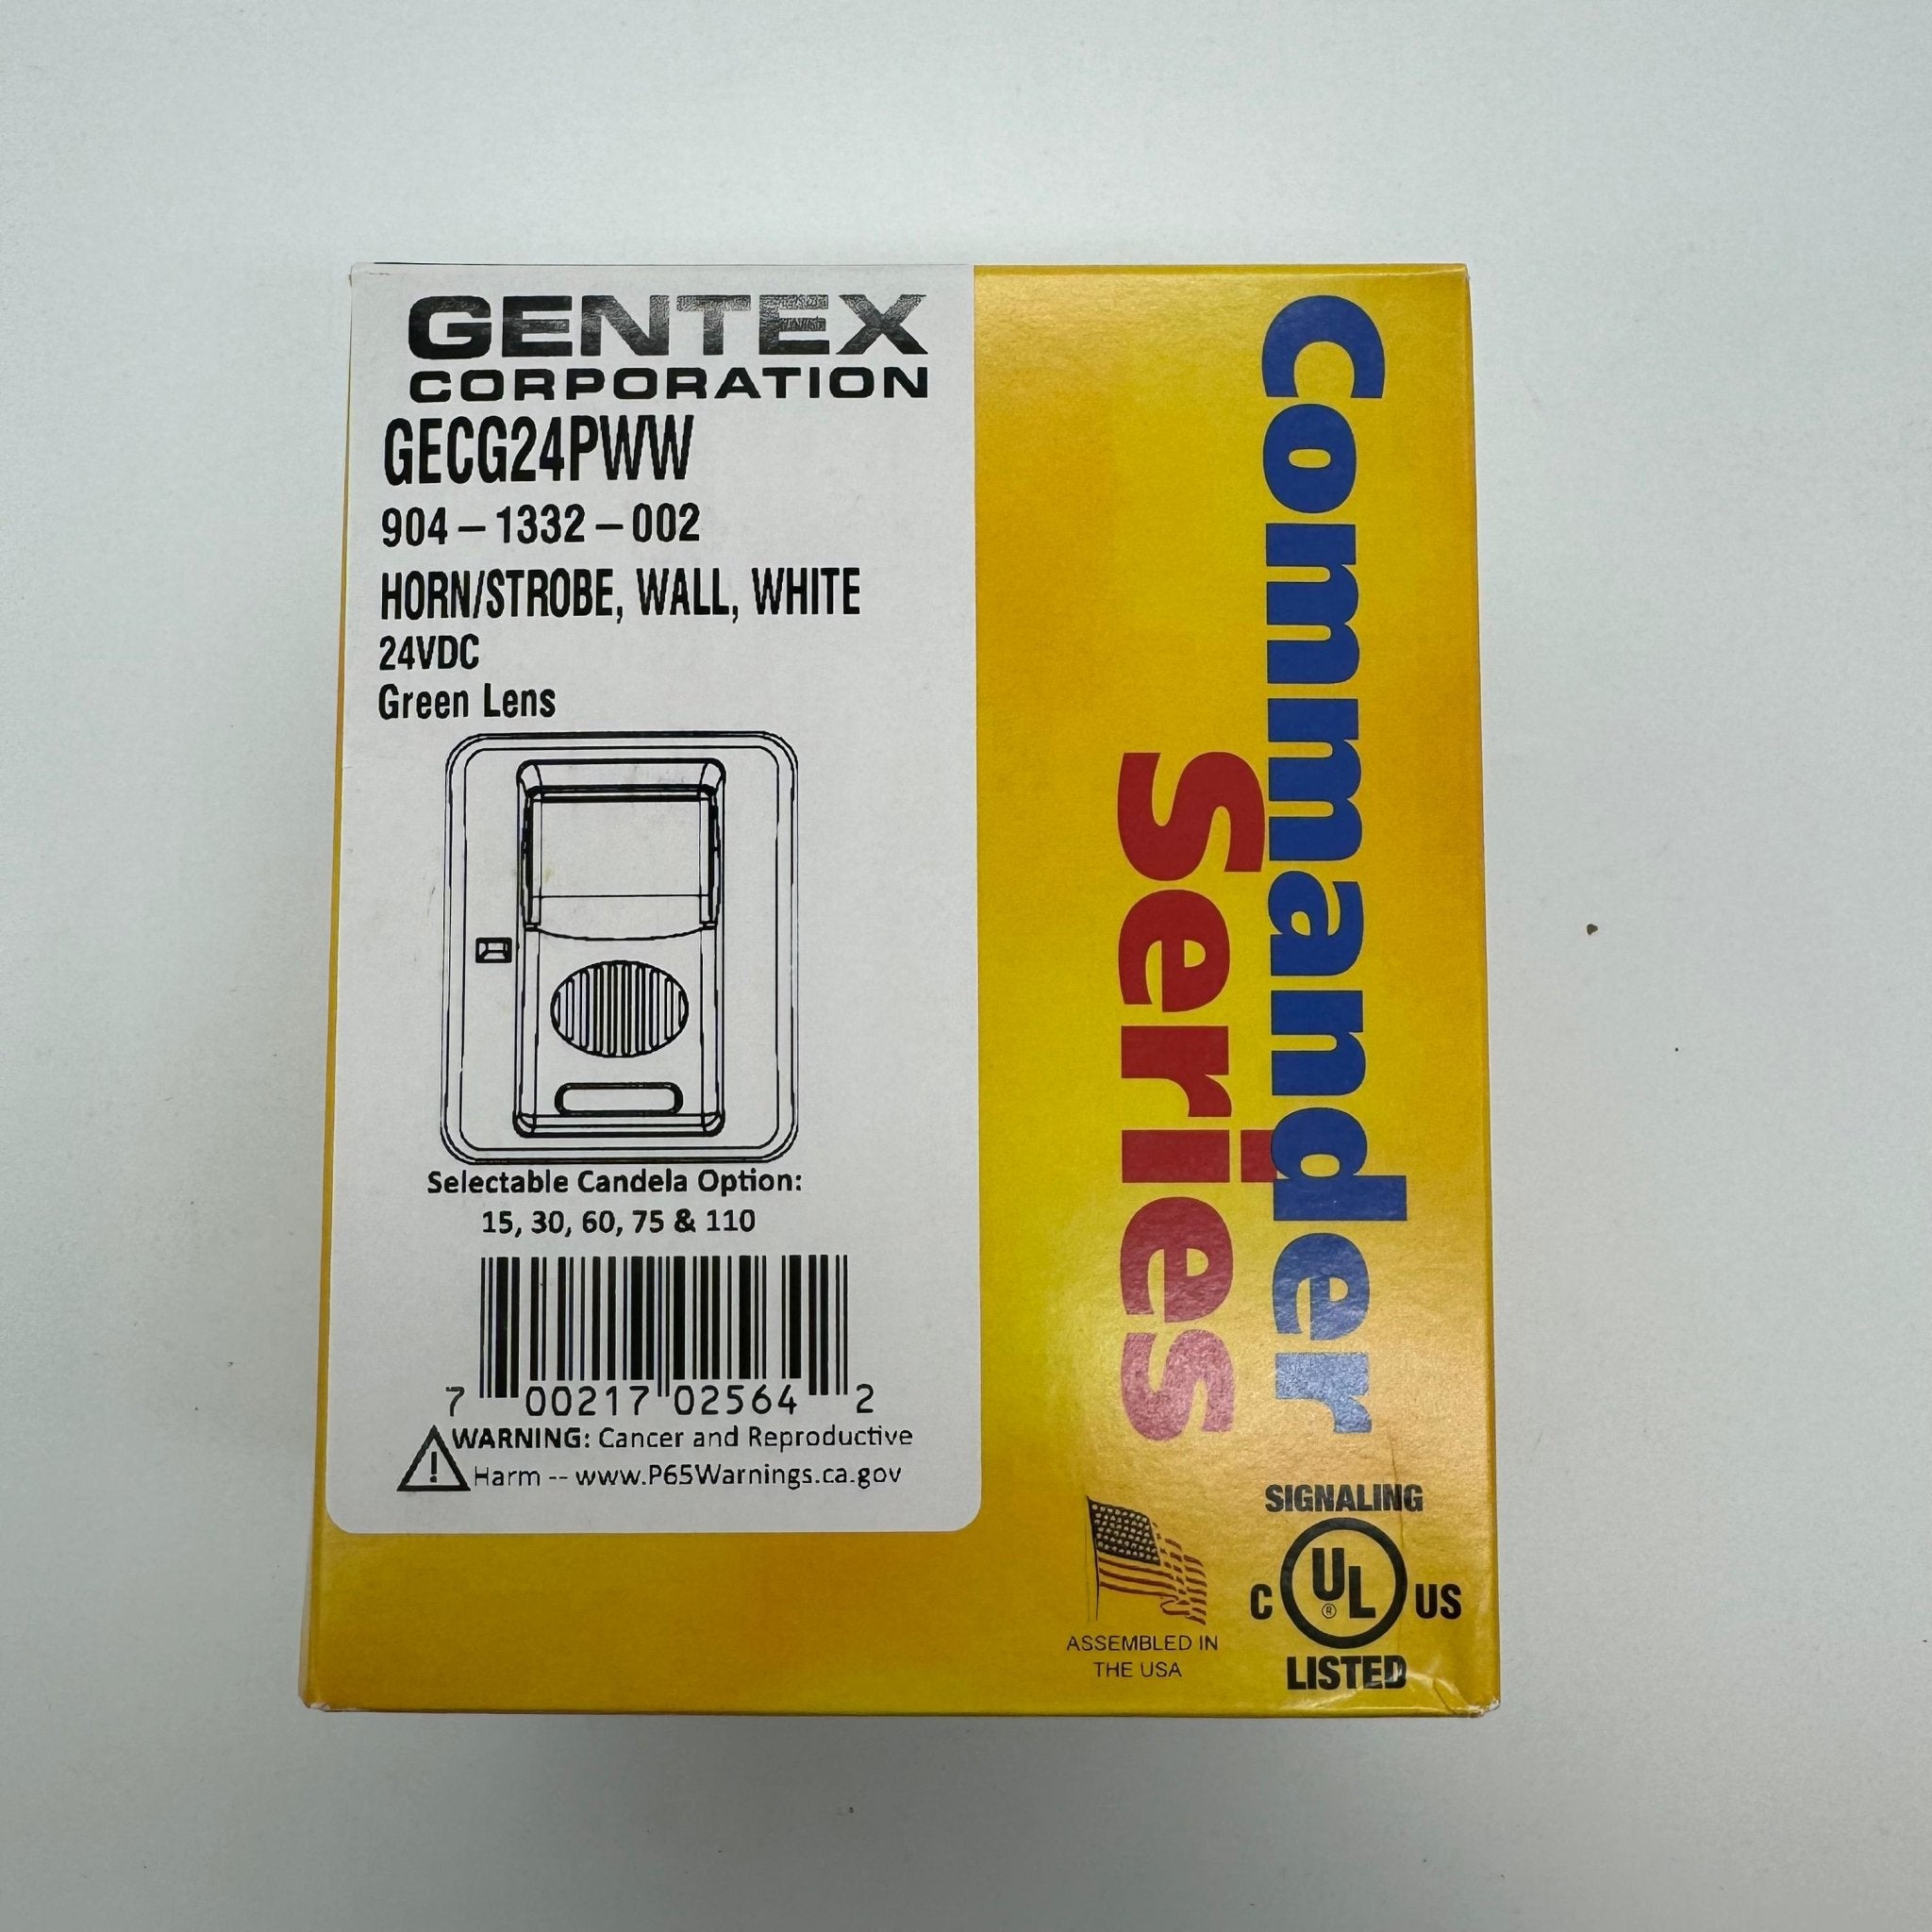 GENTEX
CORPORATION
GECG24PWW
904-1332-002
HORN/STROBE, WALL, WHITE
24VDC
Green Lens
Selectable Candela Option:
15, 30, 60, 75 & 110
7 00217 02564 2
WARNING: Cancer and Reproductive
Harm -- www.P65Warnings.ca.gov
Commander
Series
ASSEMBLED IN
THE USA
SIGNALING
C UL® US
LISTED